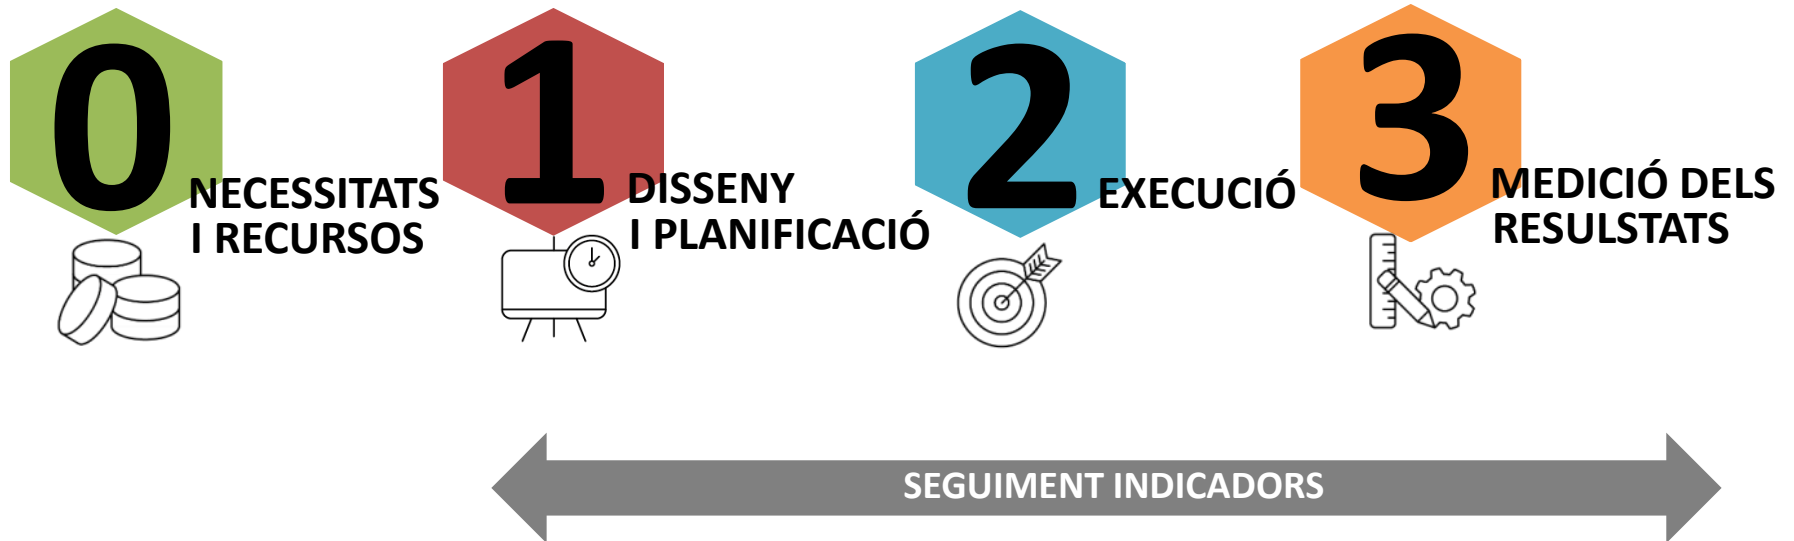 0
NECESSITATS
I RECURSOS
1
DISSENY
I PLANIFICACIÓ
2
EXECUCIÓ
3
MEDICIÓ DELS
RESULSTATS
SEGUIMENT INDICADORS